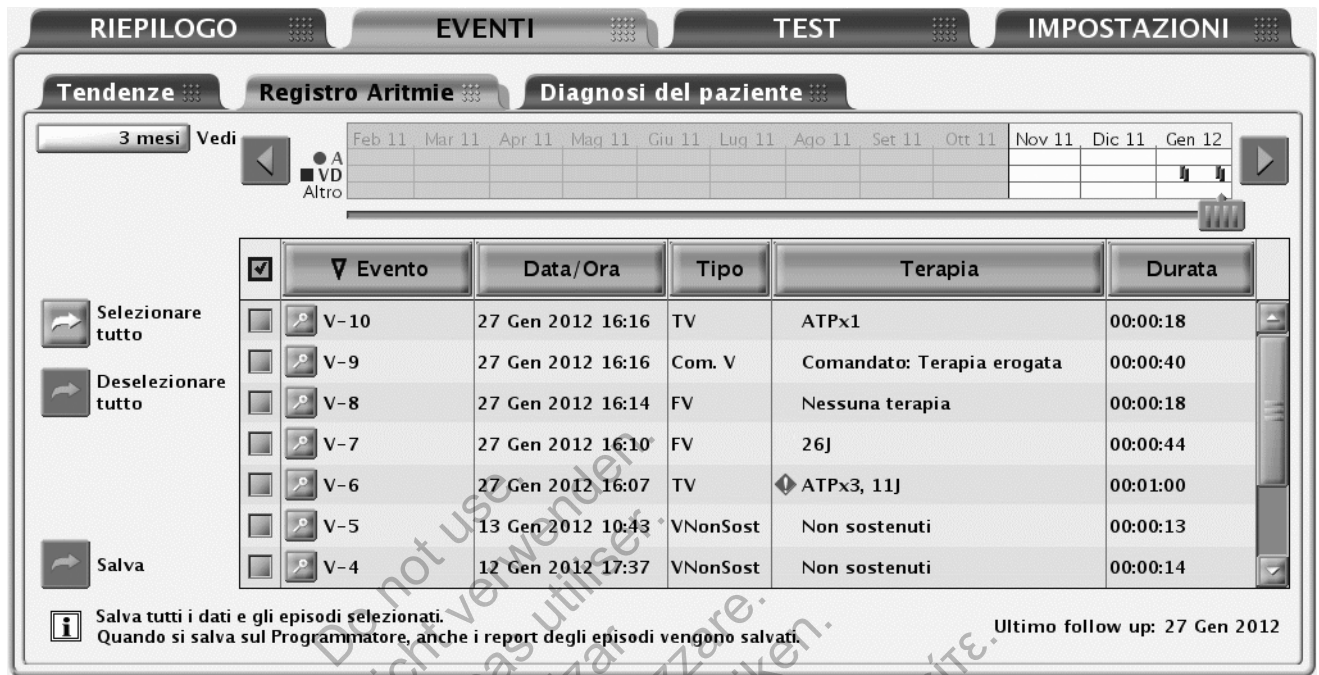 RIEPILOGO EVENTI TEST IMPOSTAZIONI
Tendenze Registro Aritmie Diagnosi del paziente
3 mesi Vedi
Feb 11 Mar 11 Apr 11 Mag 11 Giu 11 Lug 11 Ago 11 Set 11 Ott 11 Nov 11 Dic 11 Gen 12
A
VD
Altro
Evento Data/Ora Tipo Terapia Durata
Selezionare tutto
Deselezionare tutto
Salva
V-10 27 Gen 2012 16:16 TV ATPx1 00:00:18
V-9 27 Gen 2012 16:16 Com. V Comandato: Terapia erogata 00:00:40
V-8 27 Gen 2012 16:14 FV Nessuna terapia 00:00:18
V-7 27 Gen 2012 16:10 FV 26J 00:00:44
V-6 27 Gen 2012 16:07 TV ATPx3, 11J 00:01:00
V-5 13 Gen 2012 10:43 VNonSost Non sostenuti 00:00:13
V-4 12 Gen 2012 17:37 VNonSost Non sostenuti 00:00:14
Salva tutti i dati e gli episodi selezionati.
Quando si salva sul Programmatore, anche i report degli episodi vengono salvati.
Ultimo follow up: 27 Gen 2012
Do not use.
verwenden.
utiliser.